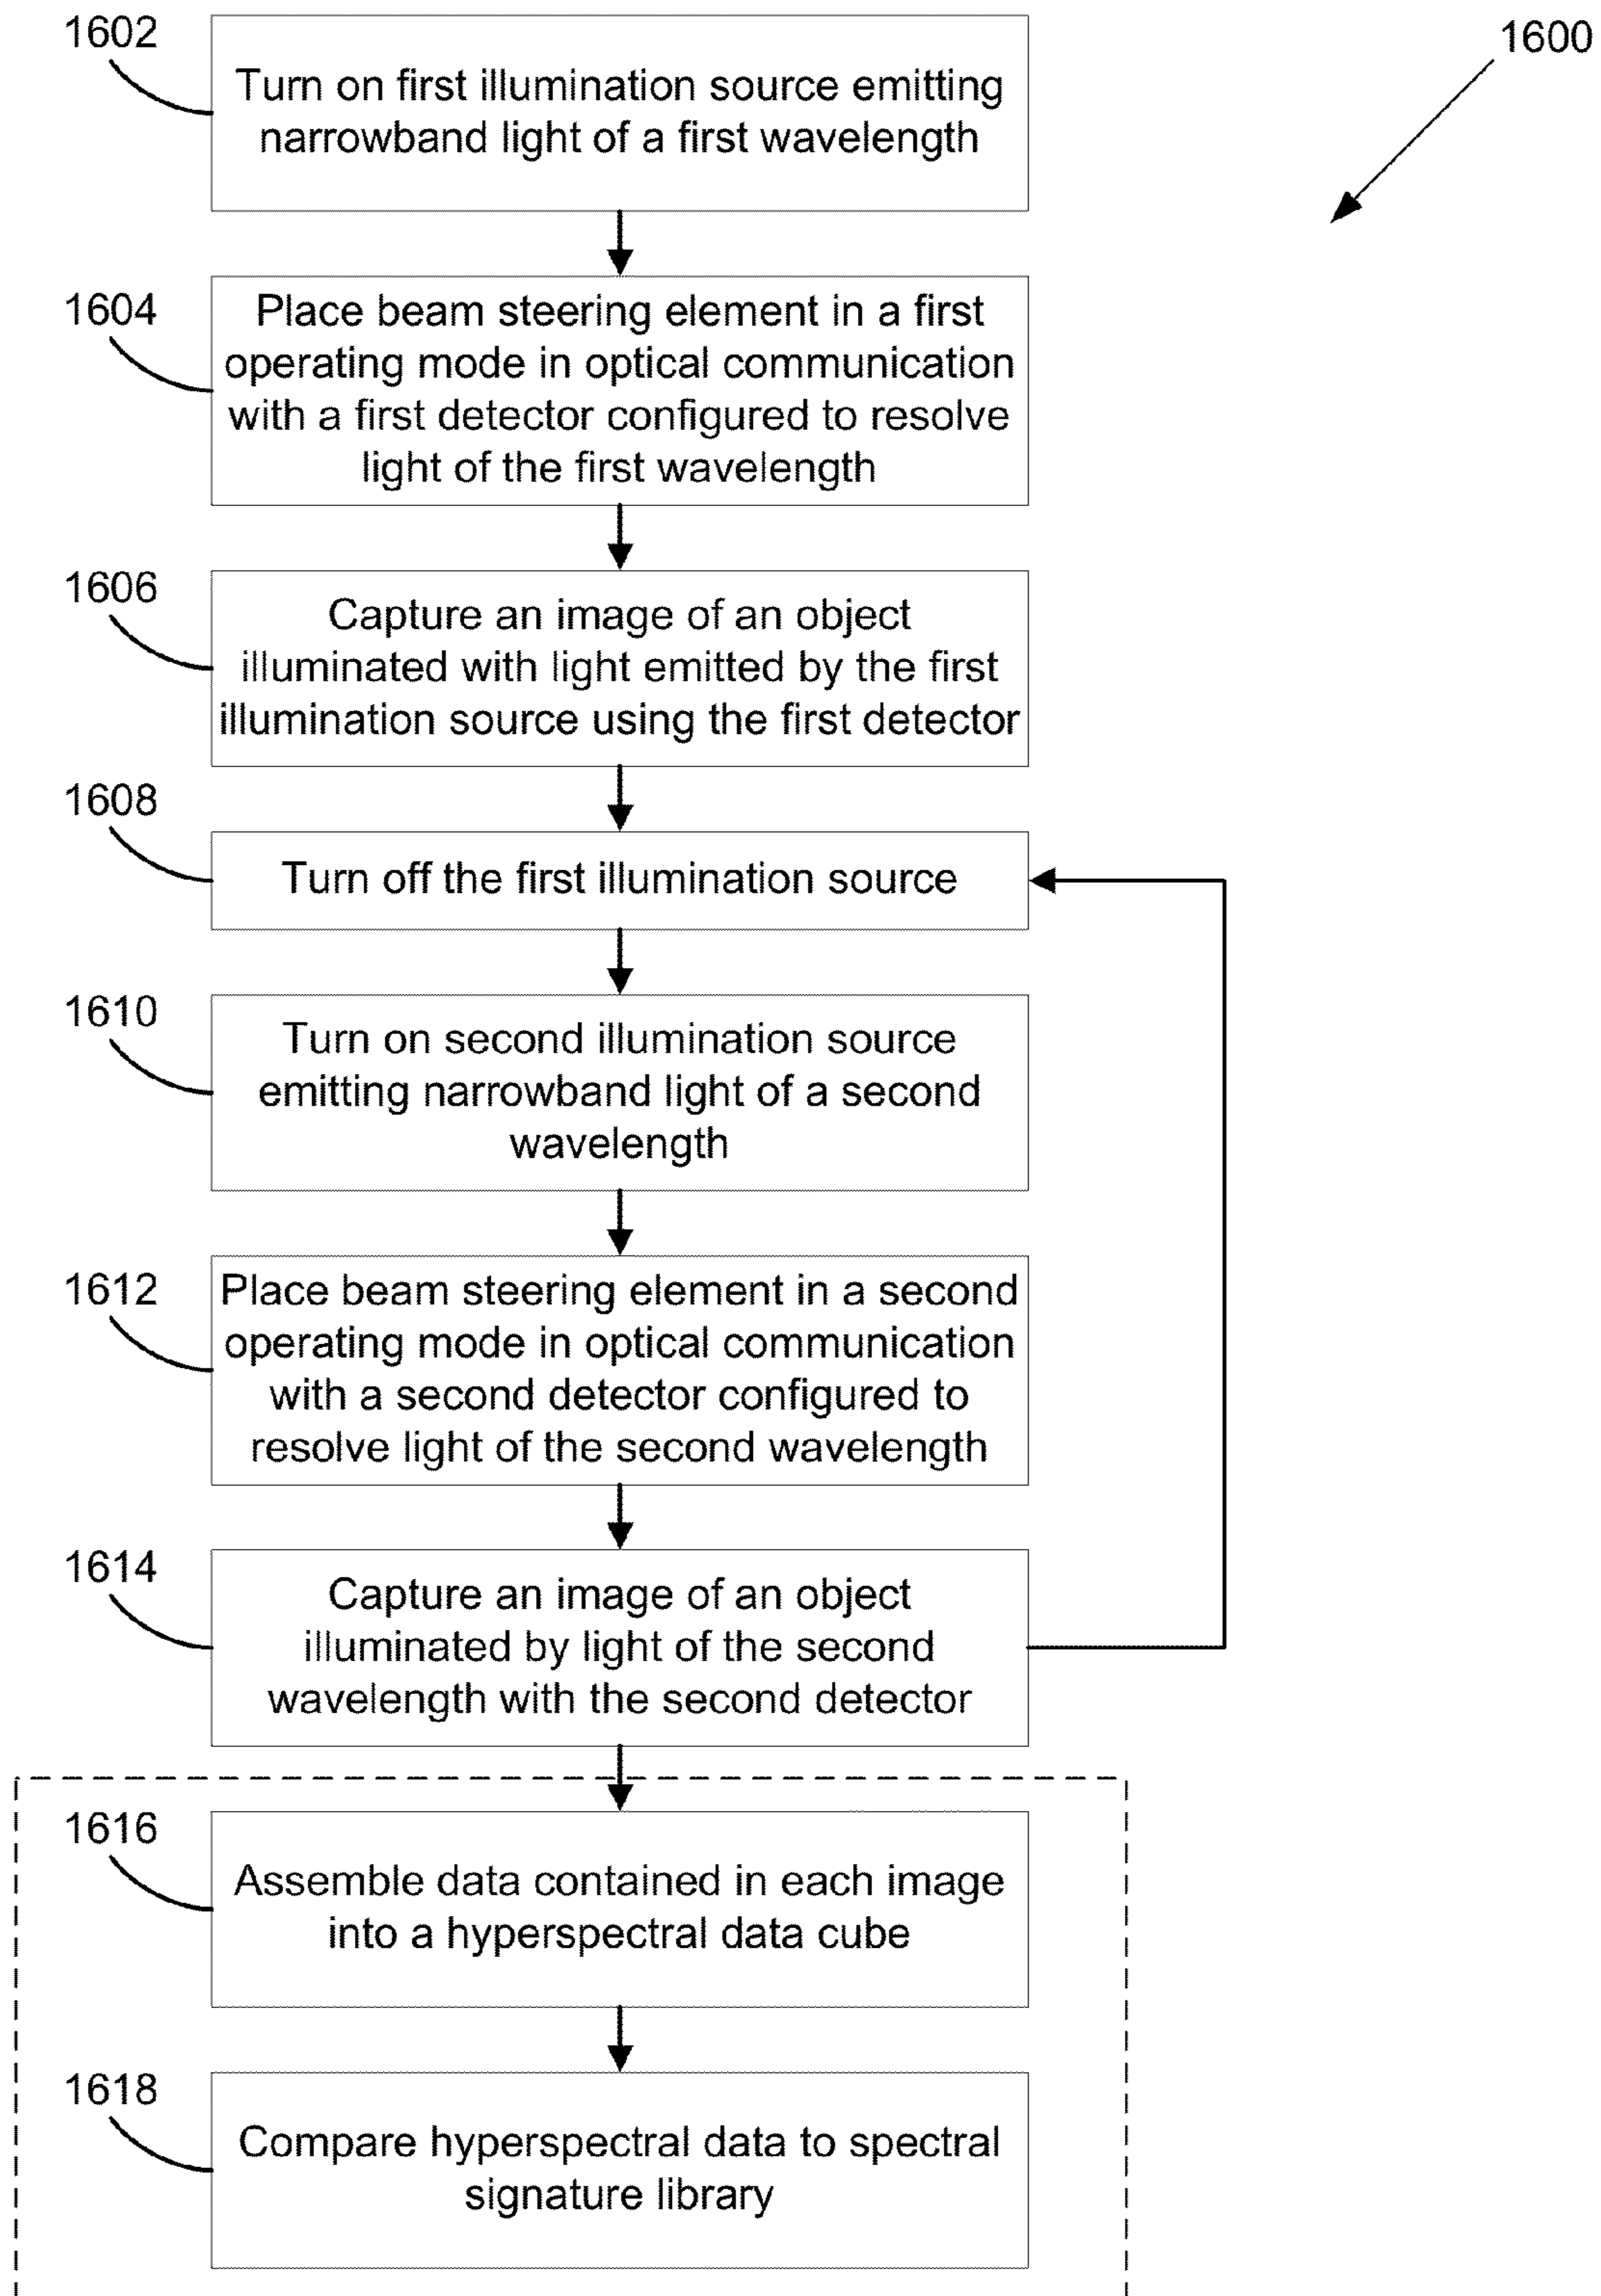 1602
1600
Turn on first illumination source emitting
narrowband light of a first wavelength
1604
Place beam steering element in a first
operating mode in optical communication
with a first detector configured to resolve
light of the first wavelength
1606
Capture an image of an object
illuminated with light emitted by the first
illumination source using the first detector
1608
Turn off the first illumination source
1610
Turn on second illumination source
emitting narrowband light of a second
wavelength
1612
Place beam steering element in a second
operating mode in optical communication
with a second detector configured to
resolve light of the second wavelength
1614
Capture an image of an object
illuminated by light of the second
wavelength with the second detector
1616
Assemble data contained in each image
into a hyperspectral data cube
1618
Compare hyperspectral data to spectral
signature library